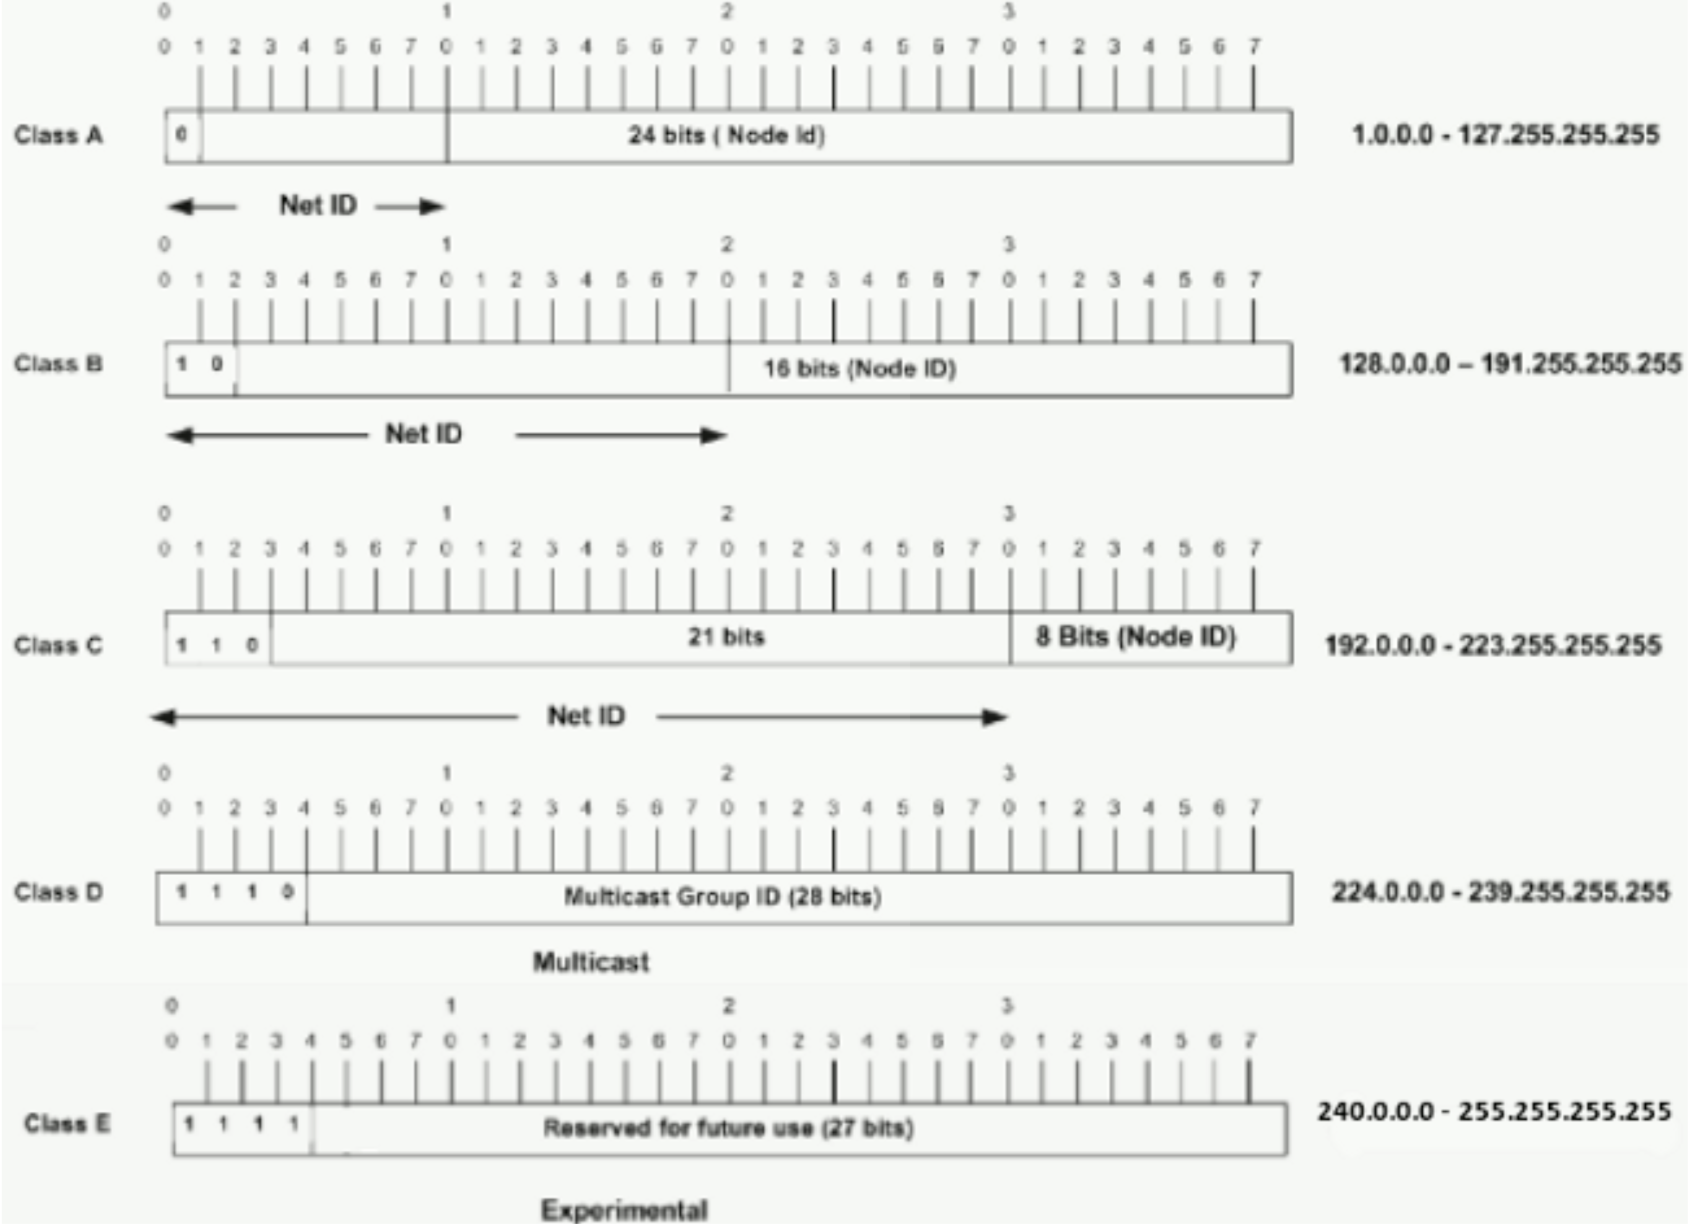 0 1 2 3
0 1 2 3 4 5 6 7 0 1 2 3 4 5 6 7 0 1 2 3 4 5 6 7 0 1 2 3 4 5 6 7
Class A 0 24 bits ( Node Id) 1.0.0.0 - 127.255.255.255
Net ID
0 1 2 3
0 1 2 3 4 5 6 7 0 1 2 3 4 5 6 7 0 1 2 3 4 5 6 7 0 1 2 3 4 5 6 7
Class B 1 0 16 bits (Node ID) 128.0.0.0 – 191.255.255.255
Net ID
0 1 2 3
0 1 2 3 4 5 6 7 0 1 2 3 4 5 6 7 0 1 2 3 4 5 6 7 0 1 2 3 4 5 6 7
Class C 1 1 0 21 bits 8 Bits (Node ID) 192.0.0.0 - 223.255.255.255
Net ID
0 1 2 3
0 1 2 3 4 5 6 7 0 1 2 3 4 5 6 7 0 1 2 3 4 5 6 7 0 1 2 3 4 5 6 7
Class D 1 1 1 0 Multicast Group ID (28 bits) 224.0.0.0 - 239.255.255.255
Multicast
0 1 2 3
0 1 2 3 4 5 6 7 0 1 2 3 4 5 6 7 0 1 2 3 4 5 6 7 0 1 2 3 4 5 6 7
Class E 1 1 1 1 Reserved for future use (27 bits) 240.0.0.0 - 255.255.255.255
Experimental